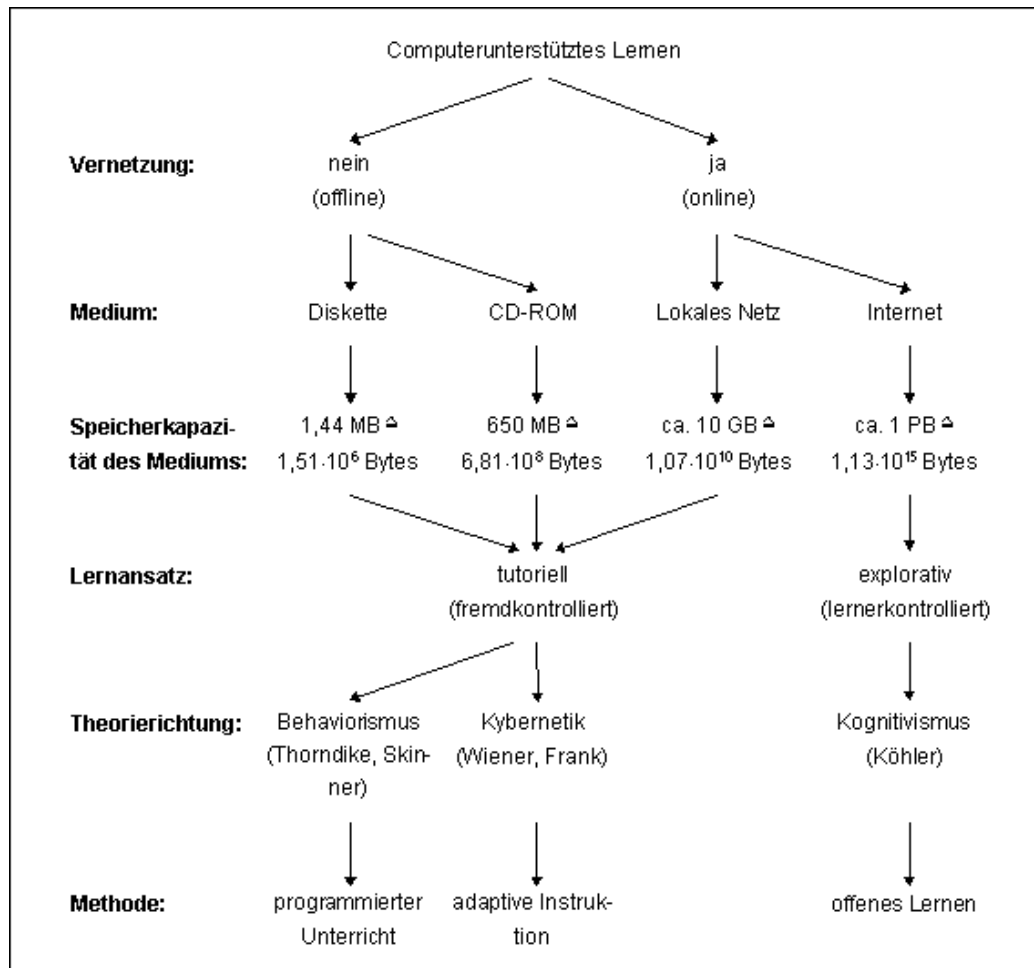 Computerunterstütztes Lernen
Vernetzung: nein ja
(offline) (online)
Medium: Diskette CD-ROM Lokales Netz Internet
Speicherkapazi- 1,44 MB ≙ 650 MB ≙ ca. 10 GB ≙ ca. 1 PB ≙
tät des Mediums: 1,51·10⁶ Bytes 6,81·10⁸ Bytes 1,07·10¹⁰ Bytes 1,13·10¹⁵ Bytes
Lernansatz: tutoriell explorativ
(fremdkontrolliert) (lernerkontrolliert)
Theorierichtung: Behaviorismus Kybernetik Kognitivismus
(Thorndike, Skin- (Wiener, Frank) (Köhler)
ner)
Methode: programmierter adaptive Instruk- offenes Lernen
Unterricht tion